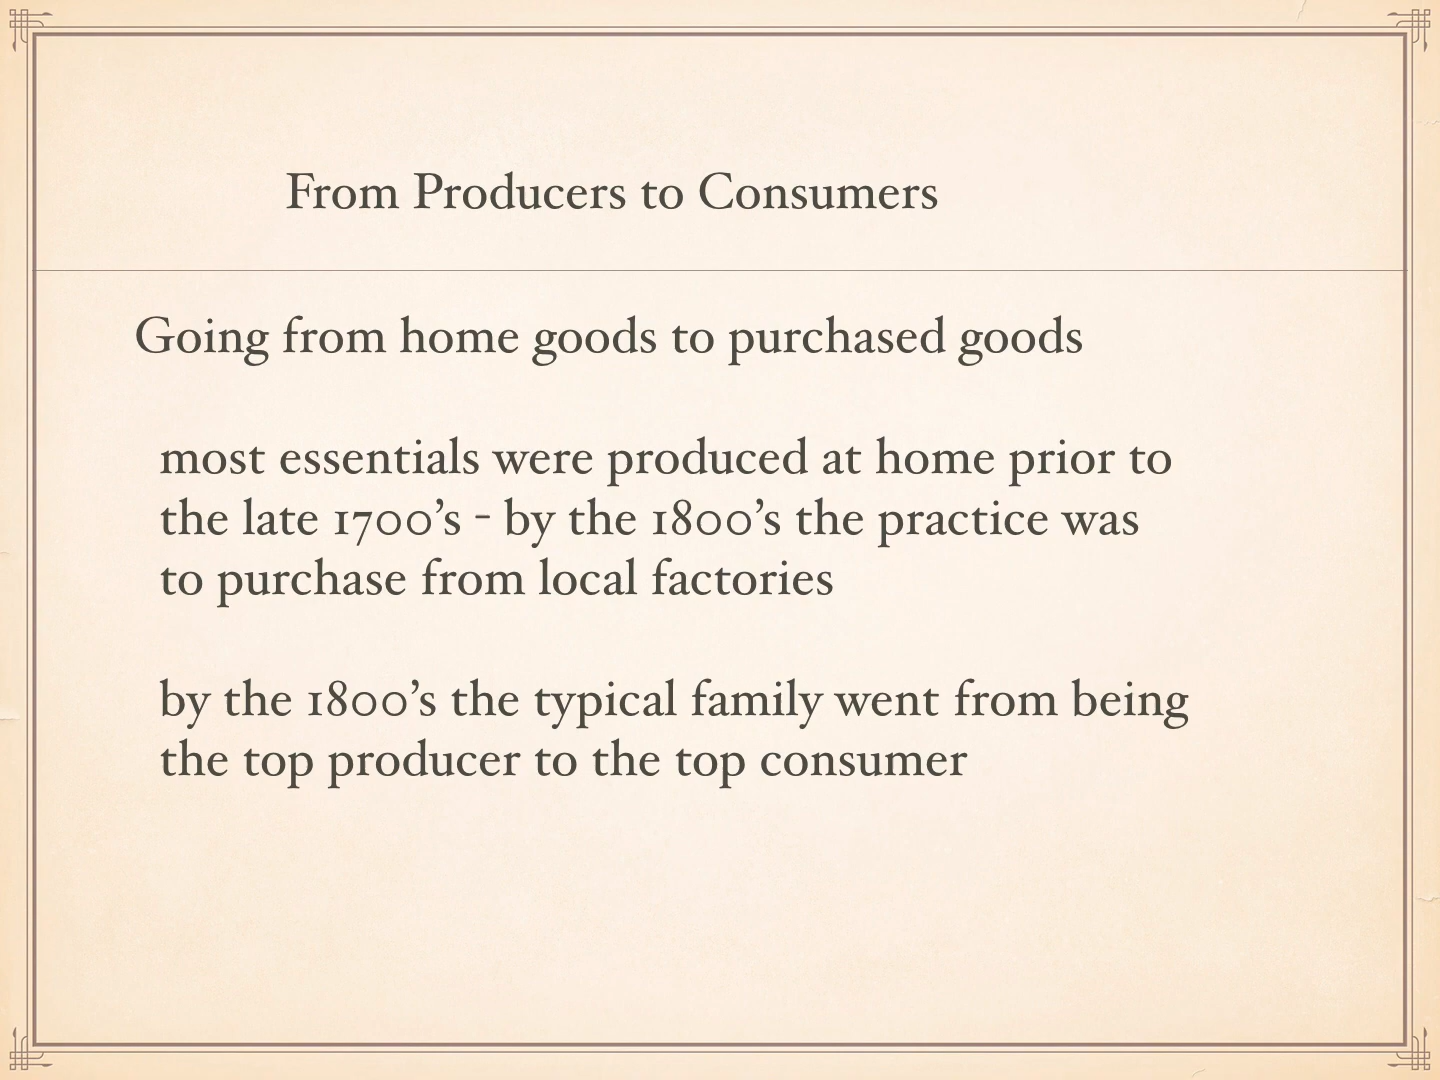 From Producers to Consumers
Going from home goods to purchased goods
most essentials were produced at home prior to
the late 1700’s - by the 1800’s the practice was
to purchase from local factories
by the 1800’s the typical family went from being
the top producer to the top consumer